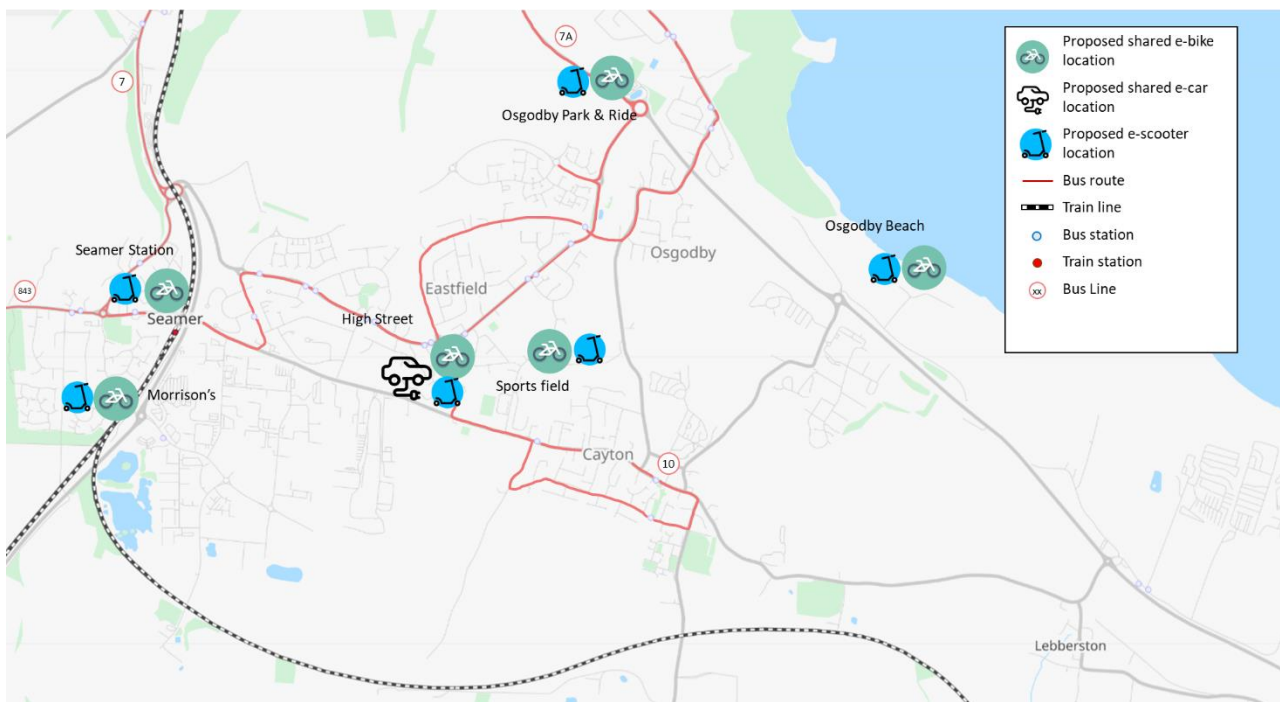 7A
Proposed shared e-bike
location
7
Osgodby Park & Ride
Proposed shared e-car
location
Proposed e-scooter
location
Bus route
Train line
Seamer Station
Osgodby Beach
Osgodby
Bus station
Train station
843
Eastfield
xx
Bus Line
Seamer
High Street
Sports field
Morrison's
Cayton
10
Lebberston